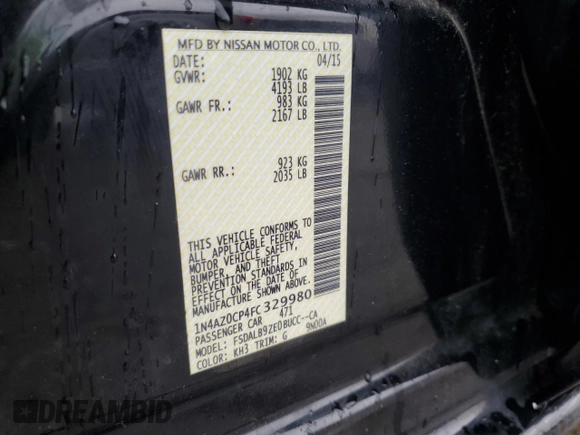 MFD BY NISSAN MOTOR CO., LTD.
DATE: 04/15
GVWR: 1902 KG
4193 LB
GAWR FR.: 983 KG
2167 LB
GAWR RR.: 923 KG
2035 LB
THIS VEHICLE CONFORMS TO
ALL APPLICABLE FEDERAL
MOTOR VEHICLE SAFETY,
BUMPER, AND THEFT
PREVENTION STANDARDS IN
EFFECT ON THE DATE OF
MANUFACTURE SHOWN ABOVE.
1N4AZ0CP4FC329980
PASSENGER CAR 471
MODEL: FSDALB9ZE0BUCC--CA
COLOR: KH3 TRIM: G 9N00A
DREAMBID